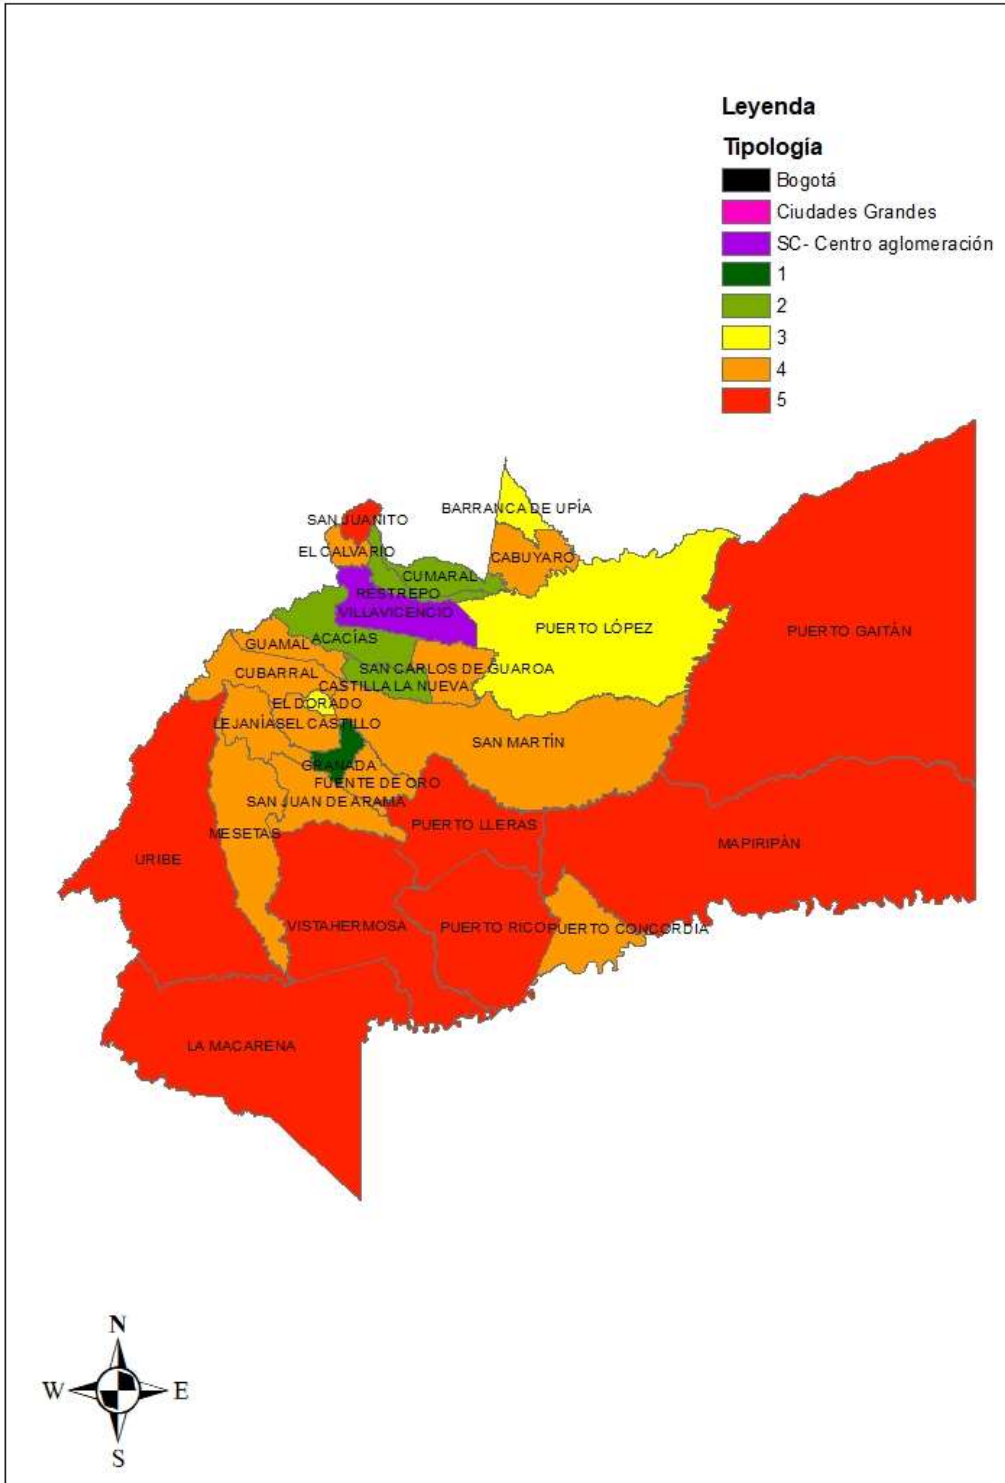 Leyenda
Tipología
Bogotá
Ciudades Grandes
SC- Centro aglomeración
1
2
3
4
5
BARRANCA DE UPÍA
SAN JUANITO
EL CALVARIO
CABUYARO
CUMARAL
RESTREPO
VILLAVICENCIO
PUERTO LÓPEZ
PUERTO GAITÁN
ACACÍAS
GUAMAL
SAN CARLOS DE GUAROA
CUBARRAL
CASTILLA LA NUEVA
EL DORADO
LEJANÍAS
EL CASTILLO
SAN MARTÍN
GRANADA
FUENTE DE ORO
SAN JUAN DE ARAMA
PUERTO LLERAS
MESETAS
MAPIRIPÁN
URIBE
VISTAHERMOSA
PUERTO RICO
PUERTO CONCORDIA
LA MACARENA
N
W
E
S